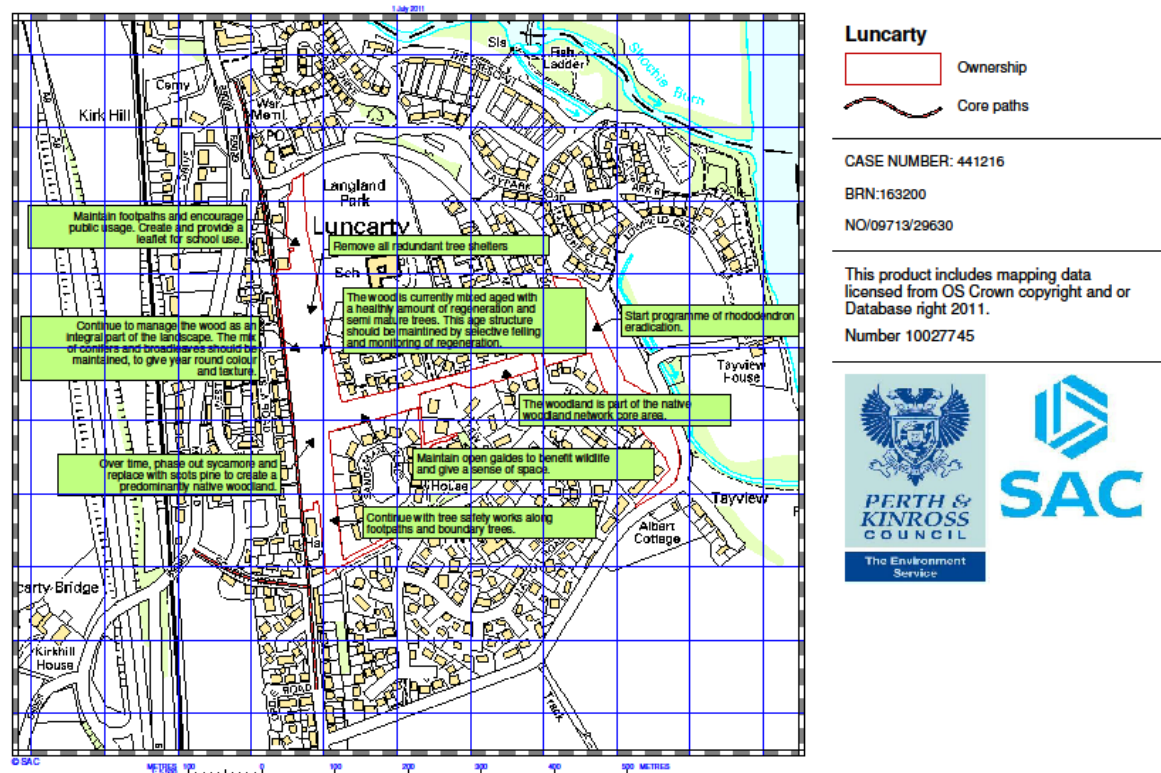 1 July 2011
Sls
Fish
Ladder
Shochie Burn
Cemy
Kirk Hill
War
Meml
PO
Langland
Park
TAYPARK ROAD
Luncarty
Sch
Maintain footpaths and encourage
public usage. Create and provide a
leaflet for school use.
Remove all redundant tree shelters
The wood is currently mixed aged with
a healthly amount of regeneration and
semi mature trees. This age structure
should be maintined by selective felling
and monitoring of regeneration.
Start programme of rhododendron
eradication.
Continue to manage the wood as an
integral part of the landscape. The mix
of conifers and broadleaves should be
maintained, to give year round colour
and texture.
Tayview
House
The woodland is part of the native
woodland network core area.
Over time, phase out sycamore and
replace with scots pine to create a
predominantly native woodland.
Maintain open galdes to benefit wildlife
and give a sense of space.
House
Tayview
Continue with tree safety works along
footpaths and boundary trees.
Albert
Cottage
carty Bridge
Kirkhill
House
ROAD
Track
© SAC
METRES 100 0 100 200 300 400 500 METRES
Luncarty
Ownership
Core paths
CASE NUMBER: 441216
BRN:163200
NO/09713/29630
This product includes mapping data
licensed from OS Crown copyright and or
Database right 2011.
Number 10027745
PERTH &
KINROSS
COUNCIL
The Environment
Service
SAC